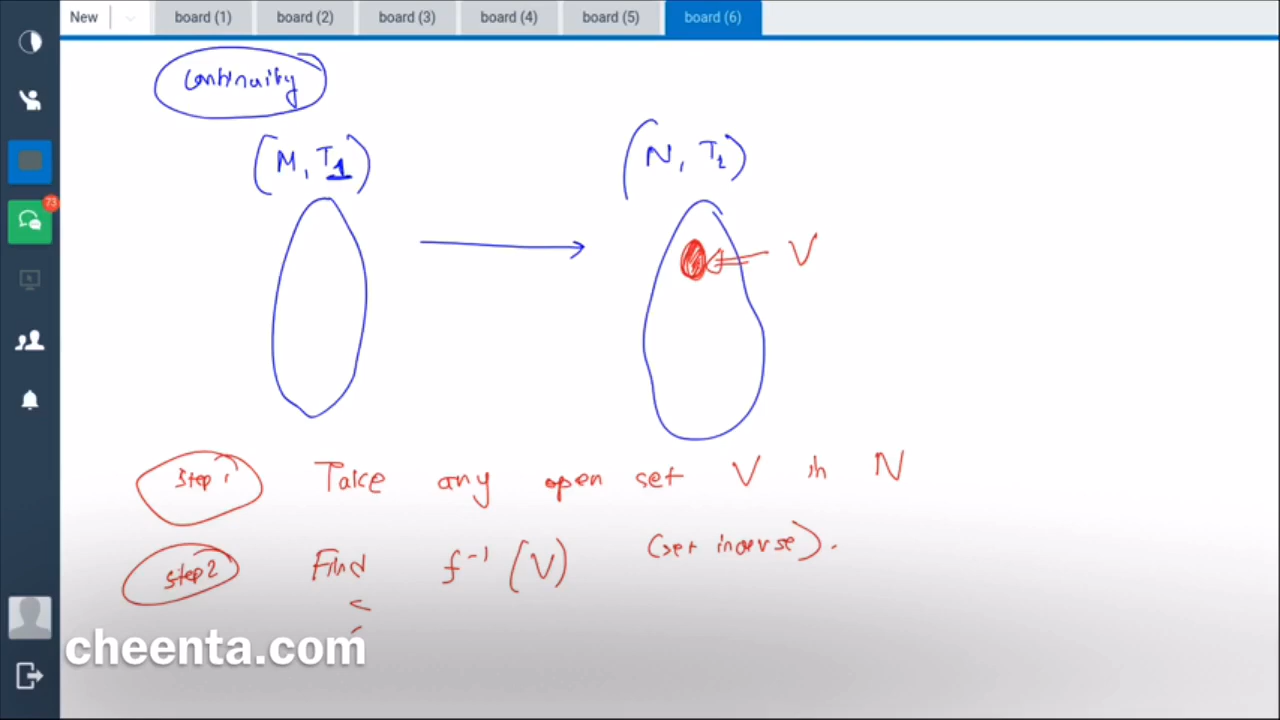 New board (1) board (2) board (3) board (4) board (5) board (6)
Continuity
(M, T1) (N, T2)
73
V
Step 1 Take any open set V in N
Step 2 Find f⁻¹ (V) (set inverse).
cheenta.com